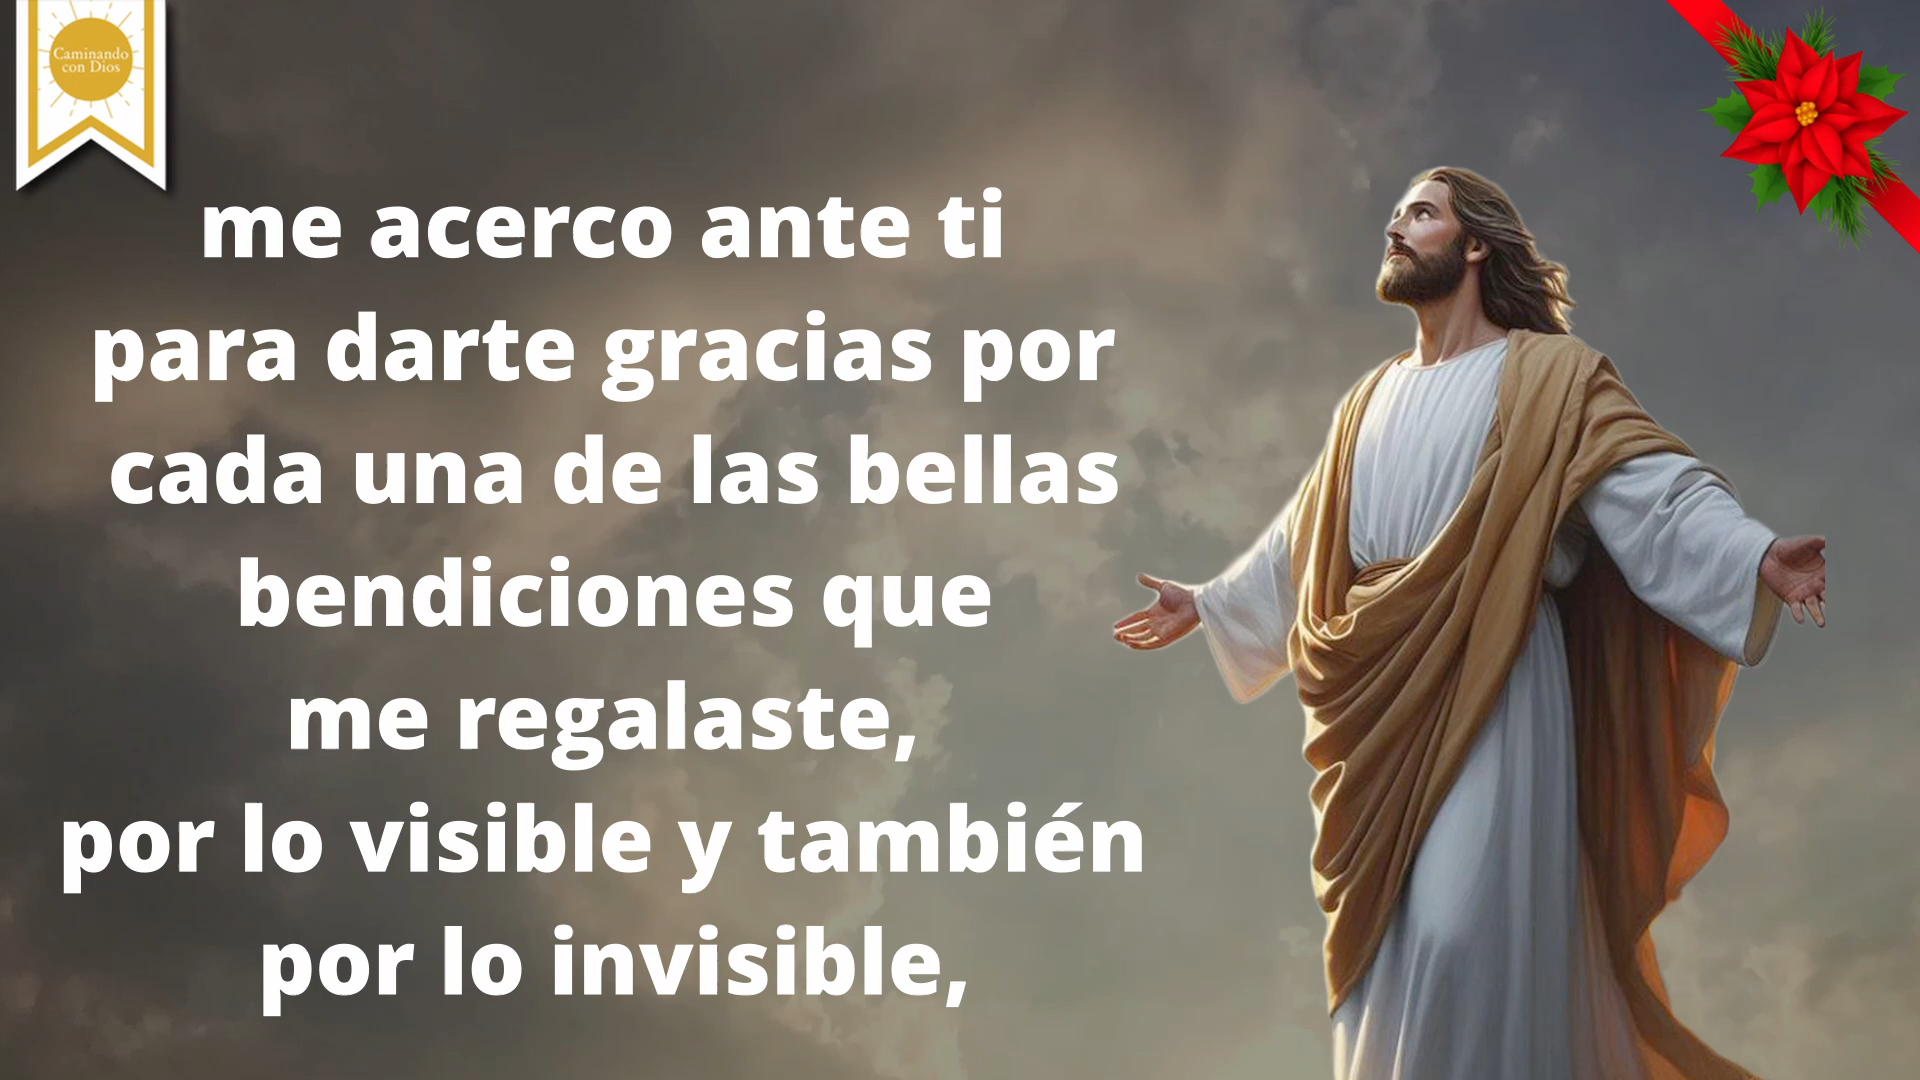 Caminando
con Dios
me acerco ante ti
para darte gracias por
cada una de las bellas
bendiciones que
me regalaste,
por lo visible y también
por lo invisible,